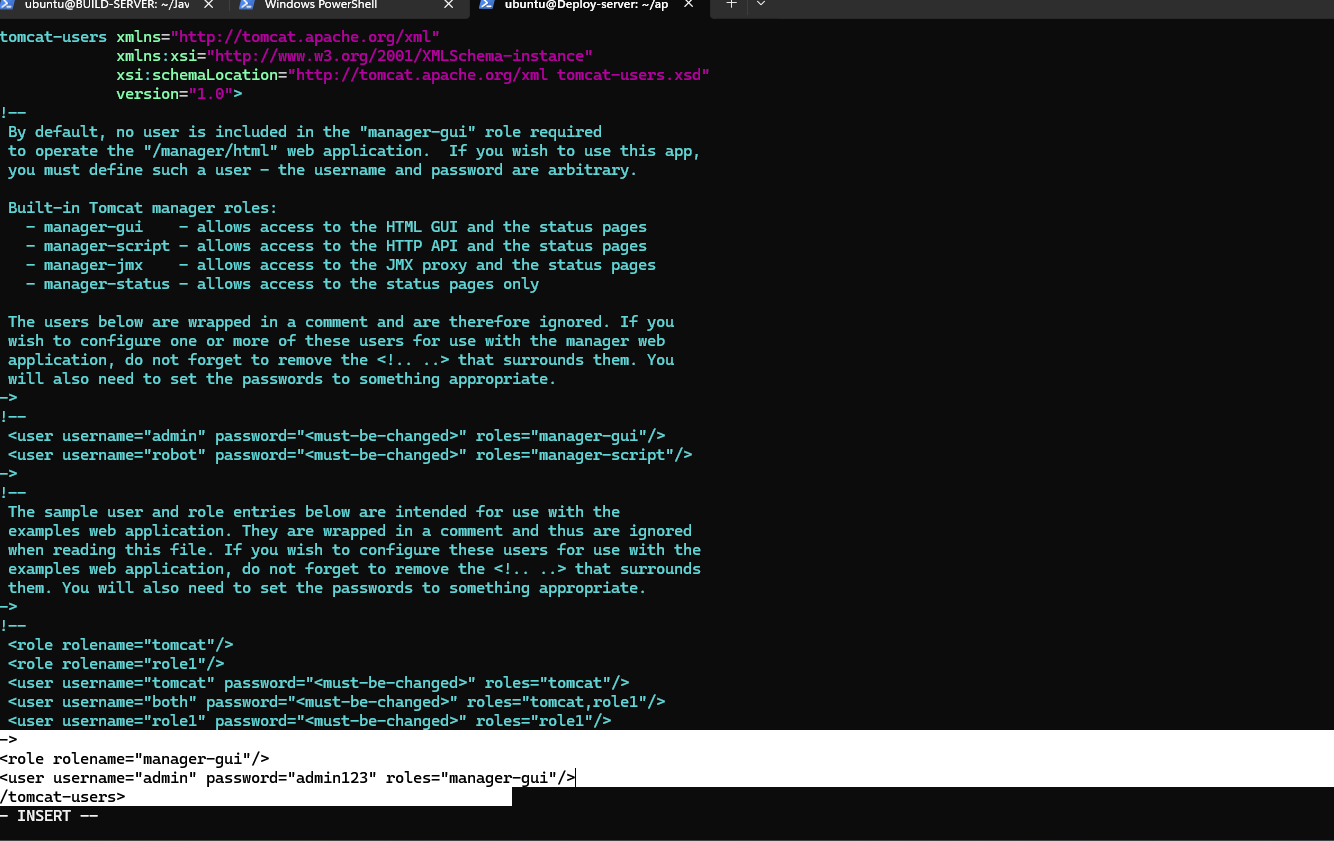 ubuntu@BUILD-SERVER: ~/Jav
Windows PowerShell
ubuntu@Deploy-server: ~/ap
tomcat-users xmlns="http://tomcat.apache.org/xml"
xmlns:xsi="http://www.w3.org/2001/XMLSchema-instance"
xsi:schemaLocation="http://tomcat.apache.org/xml tomcat-users.xsd"
version="1.0">
!--
By default, no user is included in the "manager-gui" role required
to operate the "/manager/html" web application.  If you wish to use this app,
you must define such a user - the username and password are arbitrary.
Built-in Tomcat manager roles:
- manager-gui    - allows access to the HTML GUI and the status pages
- manager-script - allows access to the HTTP API and the status pages
- manager-jmx    - allows access to the JMX proxy and the status pages
- manager-status - allows access to the status pages only
The users below are wrapped in a comment and are therefore ignored. If you
wish to configure one or more of these users for use with the manager web
application, do not forget to remove the <!.. ..> that surrounds them. You
will also need to set the passwords to something appropriate.
->
!--
<user username="admin" password="<must-be-changed>" roles="manager-gui"/>
<user username="robot" password="<must-be-changed>" roles="manager-script"/>
->
!--
The sample user and role entries below are intended for use with the
examples web application. They are wrapped in a comment and thus are ignored
when reading this file. If you wish to configure these users for use with the
examples web application, do not forget to remove the <!.. ..> that surrounds
them. You will also need to set the passwords to something appropriate.
->
!--
<role rolename="tomcat"/>
<role rolename="role1"/>
<user username="tomcat" password="<must-be-changed>" roles="tomcat"/>
<user username="both" password="<must-be-changed>" roles="tomcat,role1"/>
<user username="role1" password="<must-be-changed>" roles="role1"/>
->
<role rolename="manager-gui"/>
<user username="admin" password="admin123" roles="manager-gui"/>
/tomcat-users>
- INSERT --